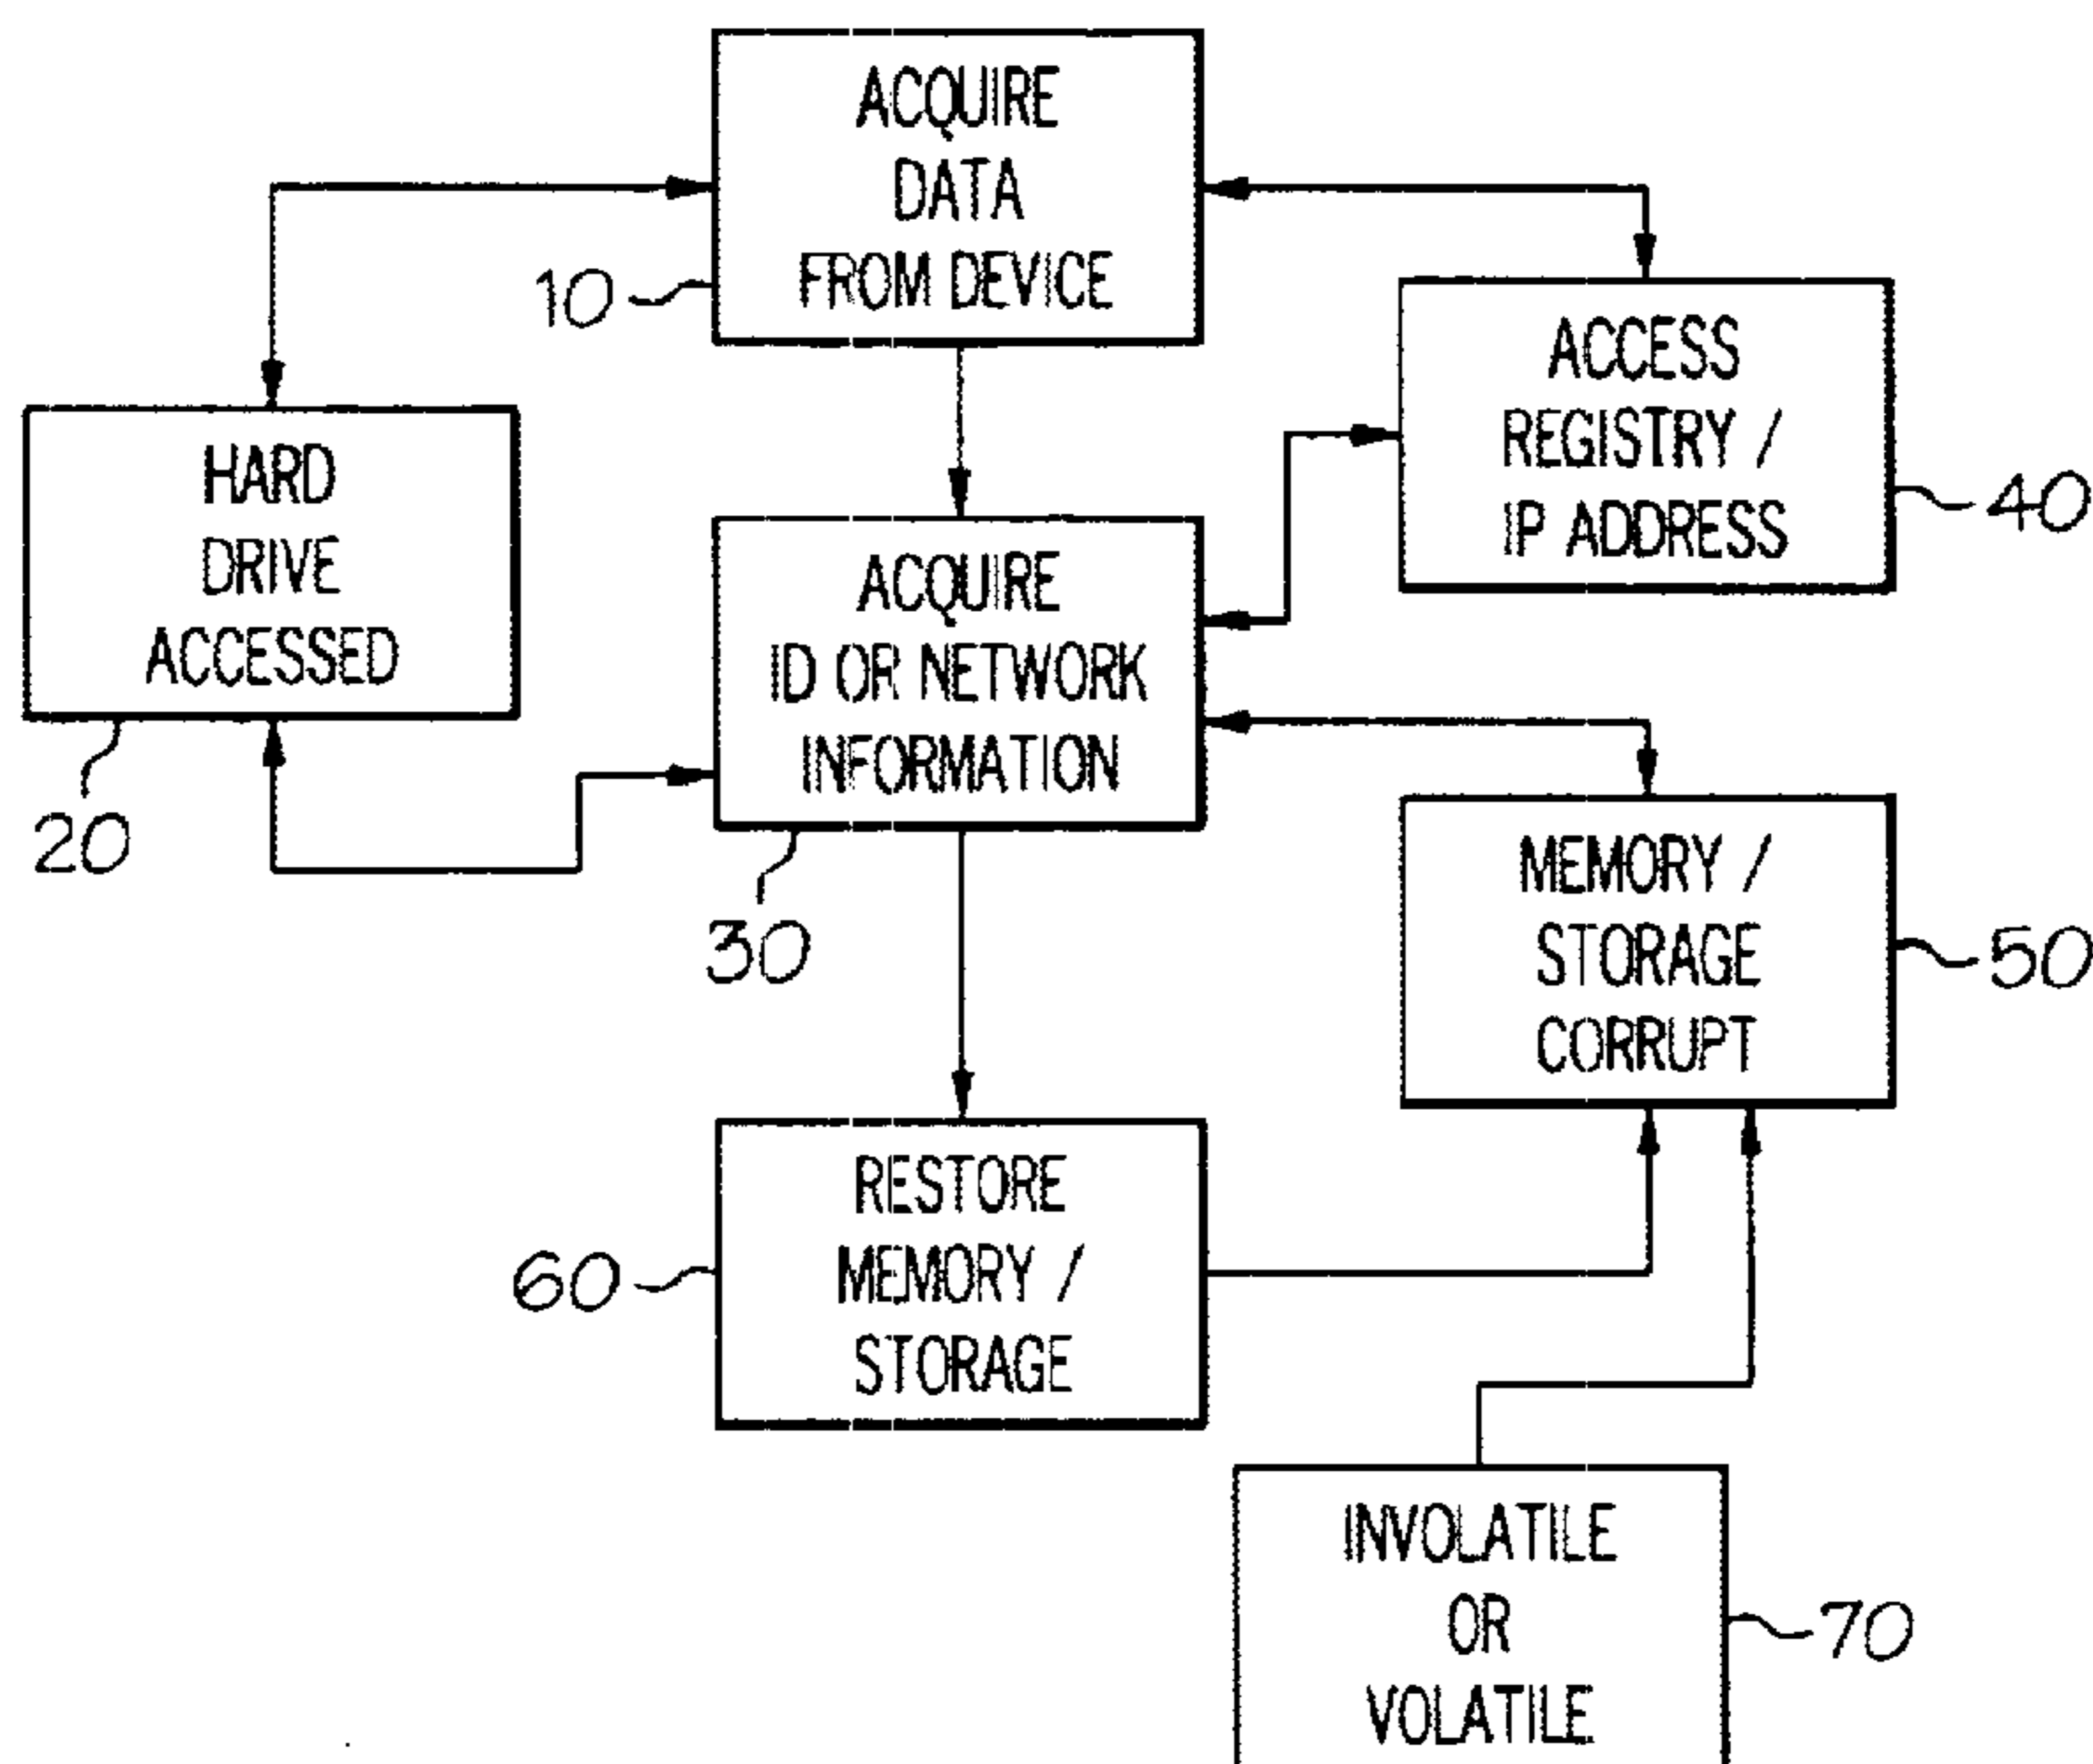 ACQUIRE
DATA
FROM DEVICE
10
HARD
DRIVE
ACCESSED
20
ACCESS
REGISTRY /
IP ADDRESS
40
ACQUIRE
ID OR NETWORK
INFORMATION
30
MEMORY /
STORAGE
CORRUPT
50
RESTORE
MEMORY /
STORAGE
60
INVOLATILE
OR
VOLATILE
70